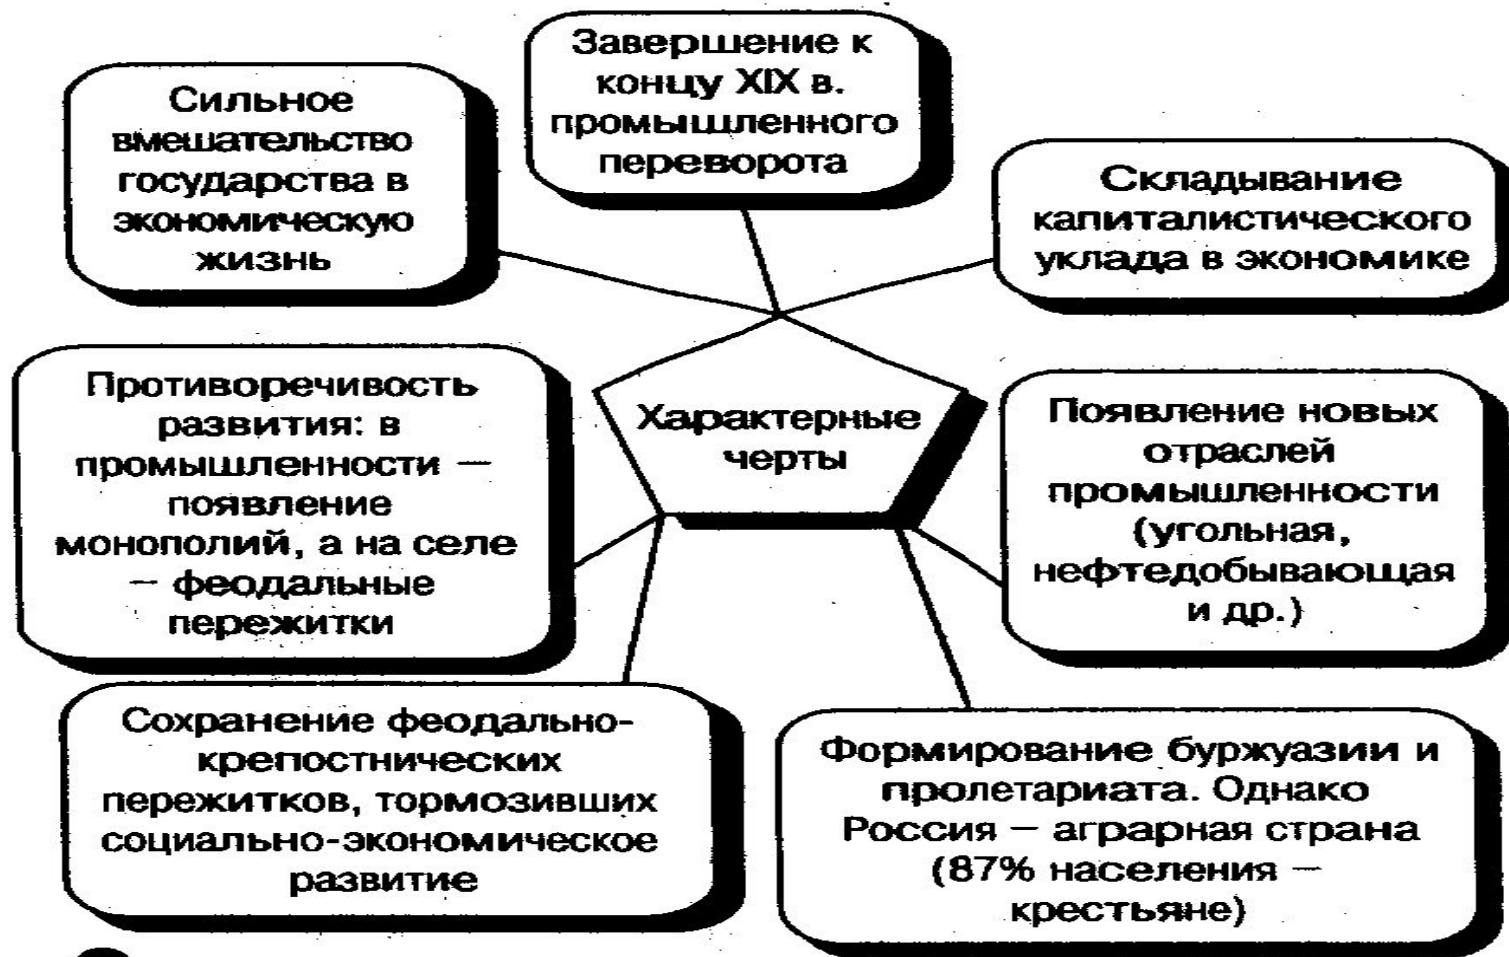 Завершение к
концу XIX в.
промышленного
переворота
Сильное
вмешательство
государства в
экономическую
жизнь
Складывание
капиталистического
уклада в экономике
Характерные
черты
Противоречивость
развития: в
промышленности —
появление
монополий, а на селе
— феодальные
пережитки
Появление новых
отраслей
промышленности
(угольная,
нефтедобывающая
и др.)
Сохранение феодально-
крепостнических
пережитков, тормозивших
социально-экономическое
развитие
Формирование буржуазии и
пролетариата. Однако
Россия — аграрная страна
(87% населения —
крестьяне)